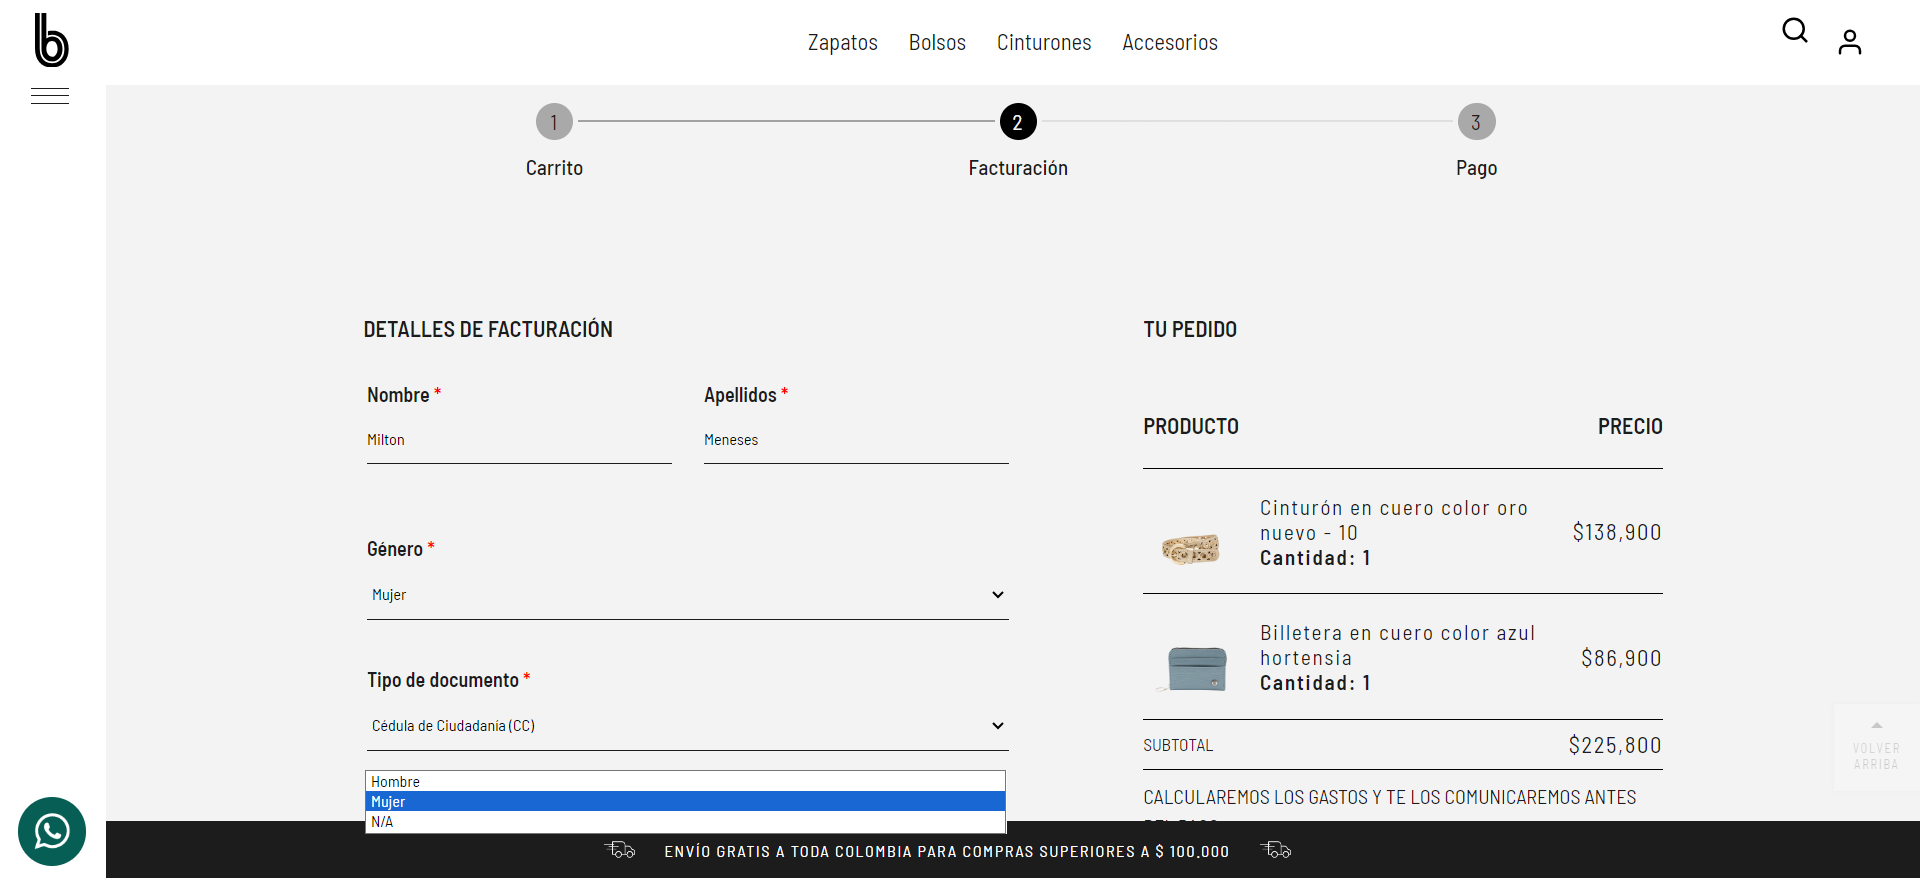 b
Zapatos Bolsos Cinturones Accesorios
1 2 3
Carrito Facturación Pago
DETALLES DE FACTURACIÓN
Nombre * Apellidos *
Milton Meneses
Género *
Mujer
Tipo de documento *
Cédula de Ciudadanía (CC)
Hombre
Mujer
N/A
TU PEDIDO
PRODUCTO PRECIO
Cinturón en cuero color oro
nuevo - 10
Cantidad: 1
$138,900
Billetera en cuero color azul
hortensia
Cantidad: 1
$86,900
SUBTOTAL $225,800
CALCULAREMOS LOS GASTOS Y TE LOS COMUNICAREMOS ANTES
VOLVER
ARRIBA
ENVÍO GRATIS A TODA COLOMBIA PARA COMPRAS SUPERIORES A $ 100.000